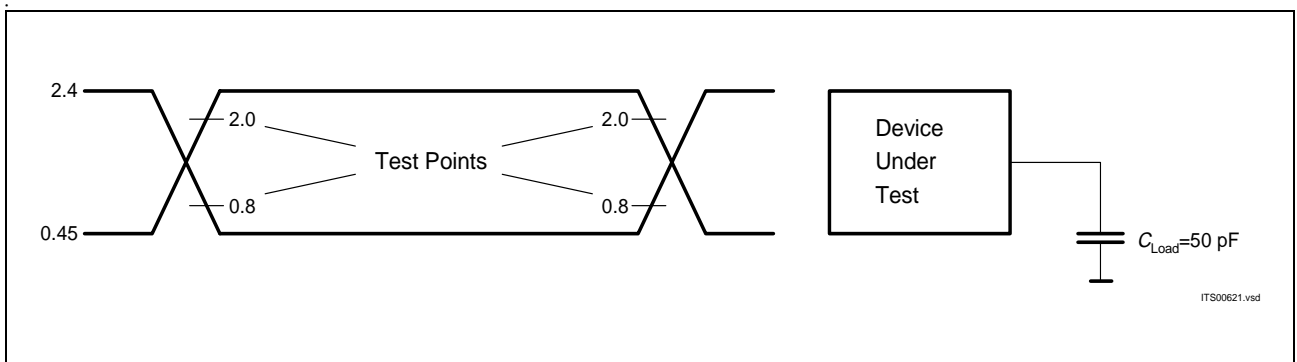 .
2.4
2.0
2.0
Test Points
0.8
0.8
0.45
Device
Under
Test
CLoad=50 pF
ITS00621.vsd